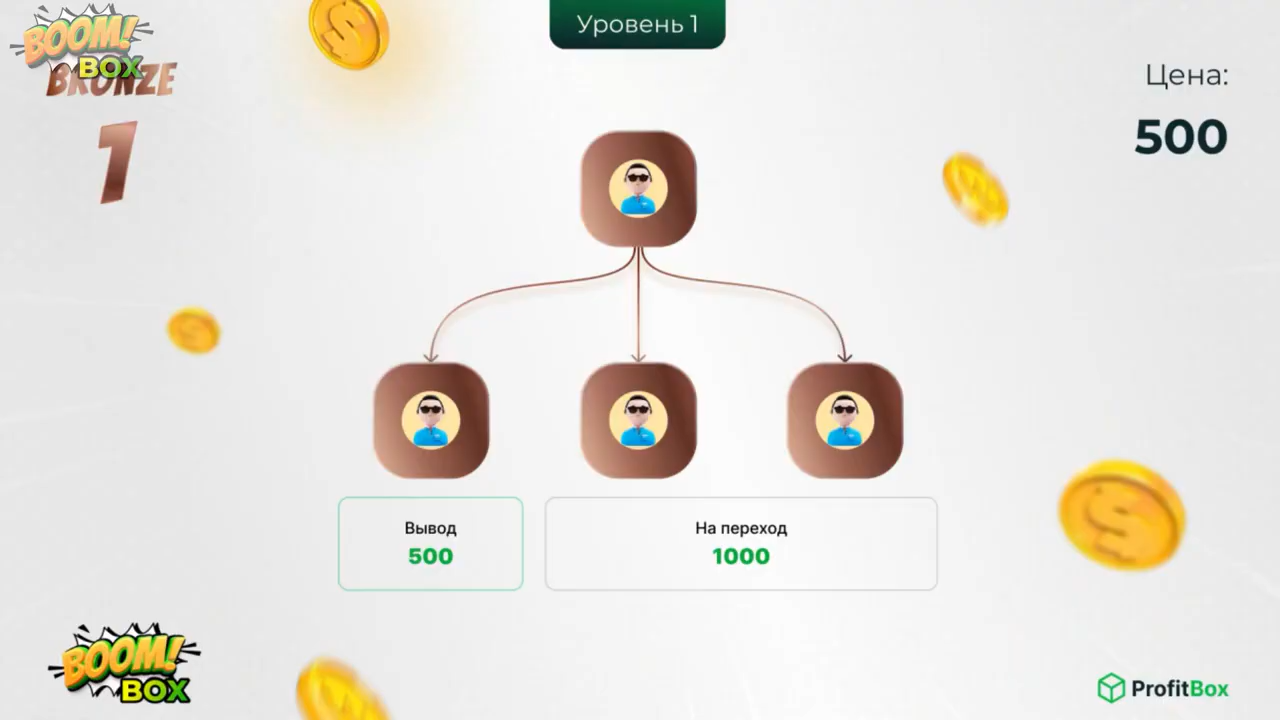 BOOM!
BOX
BRONZE
1
Уровень 1
Цена:
500
Вывод
500
На переход
1000
BOOM!
BOX
ProfitBox